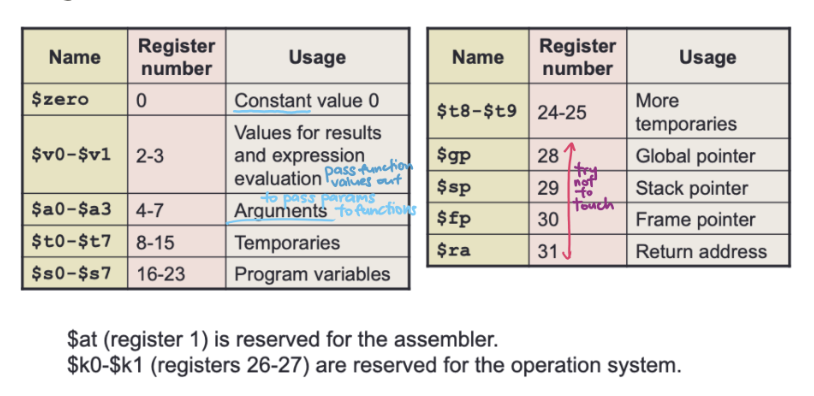 Name Register number Usage
$zero 0 Constant value 0
$v0-$v1 2-3 Values for results
and expression
evaluation
pass function
values out
to pass params
$a0-$a3 4-7 Arguments to functions
$t0-$t7 8-15 Temporaries
$s0-$s7 16-23 Program variables
Name Register number Usage
$t8-$t9 24-25 More
temporaries
$gp 28 Global pointer
$sp 29 Stack pointer
$fp 30 Frame pointer
$ra 31 Return address
try
not
to
touch
$at (register 1) is reserved for the assembler.
$k0-$k1 (registers 26-27) are reserved for the operation system.